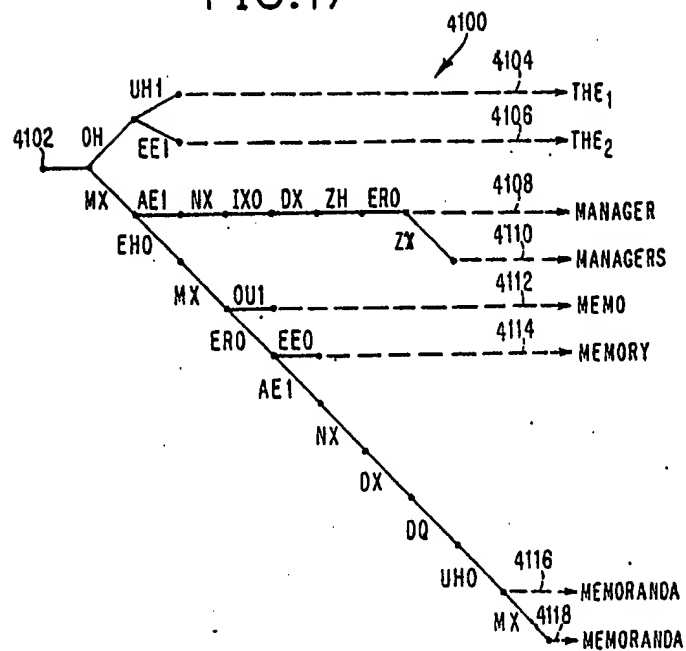 FIG.17
4100
UH1 4104 THE1
4102 OH 4106
EE1 THE2
MX AE1 NX IX0 DX ZH ER0 4108 MANAGER
EH0 ZX 4110 MANAGERS
MX OU1 4112 MEMO
ER0 EE0 4114 MEMORY
AE1
NX
DX
DQ
UH0 4116 MEMORANDA
MX 4118 MEMORANDA